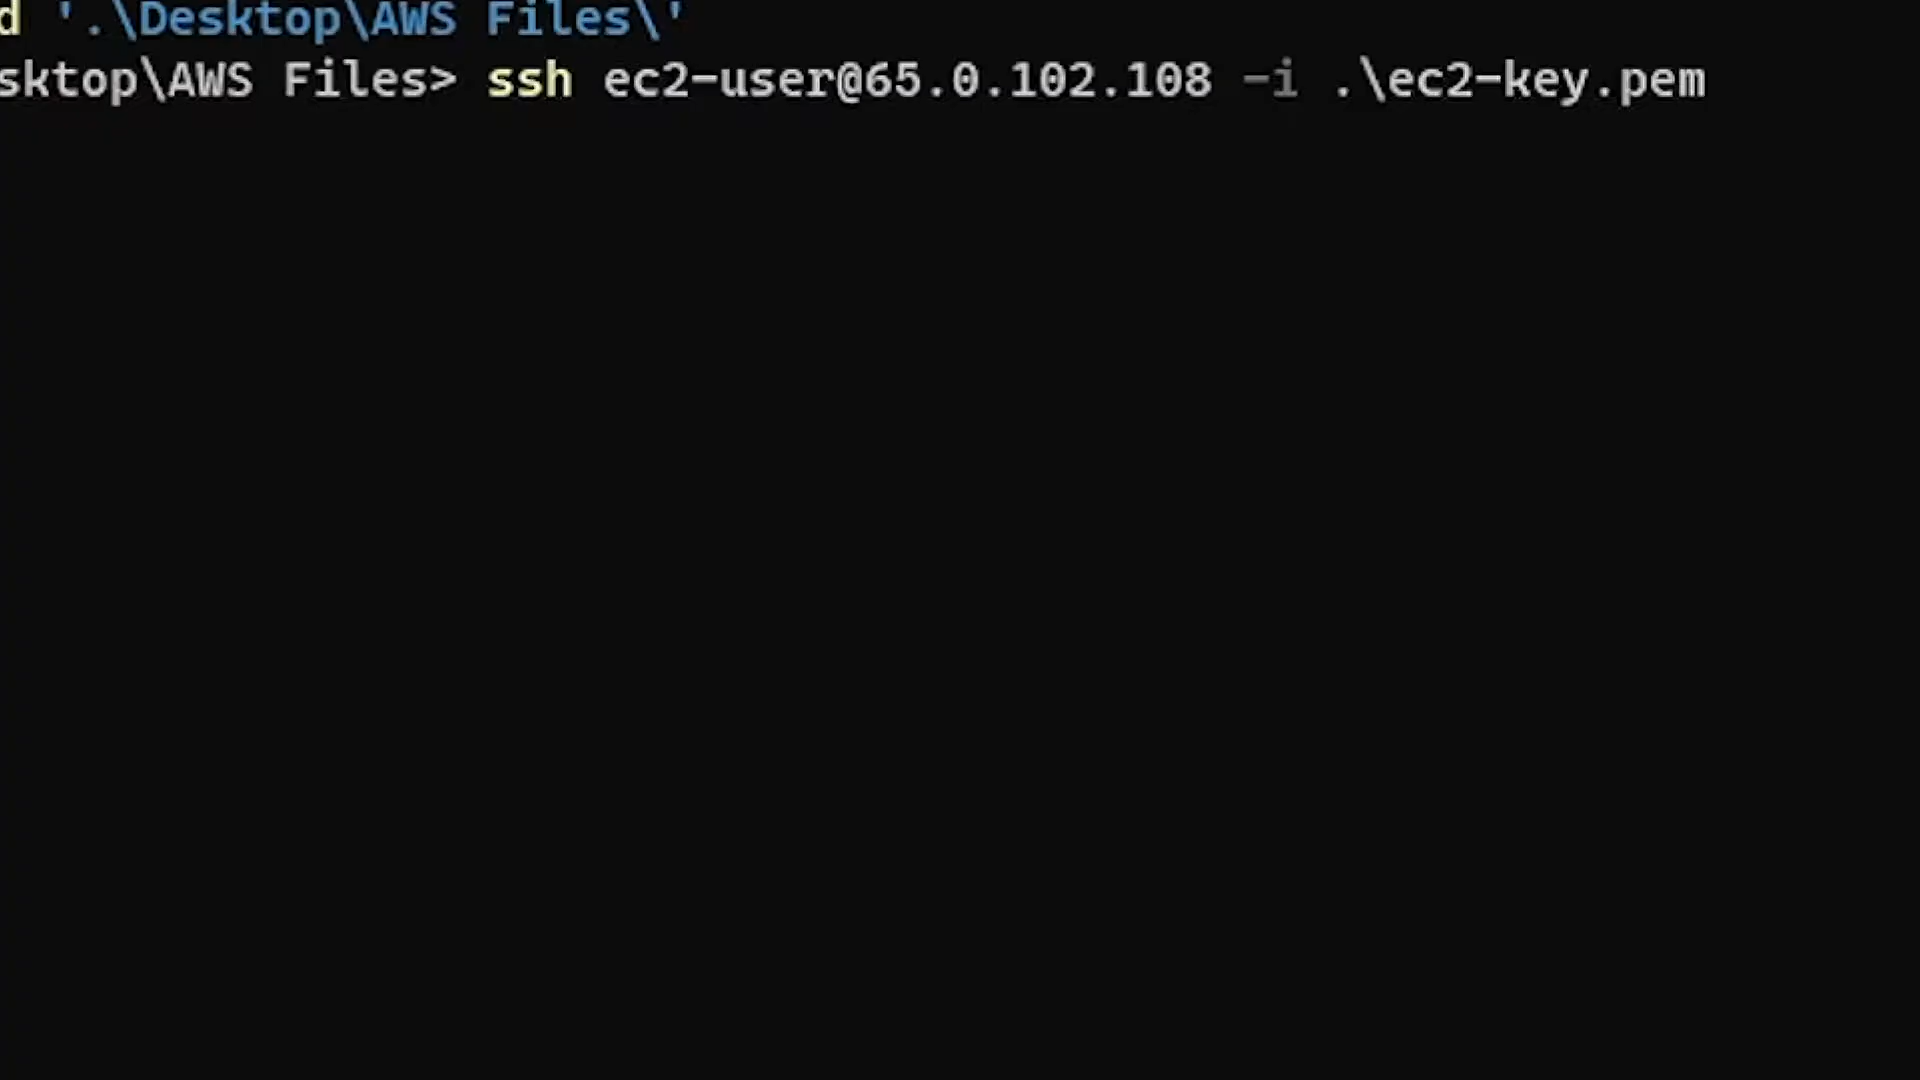 d '.\Desktop\AWS Files\'
sktop\AWS Files> ssh ec2-user@65.0.102.108 -i .\ec2-key.pem